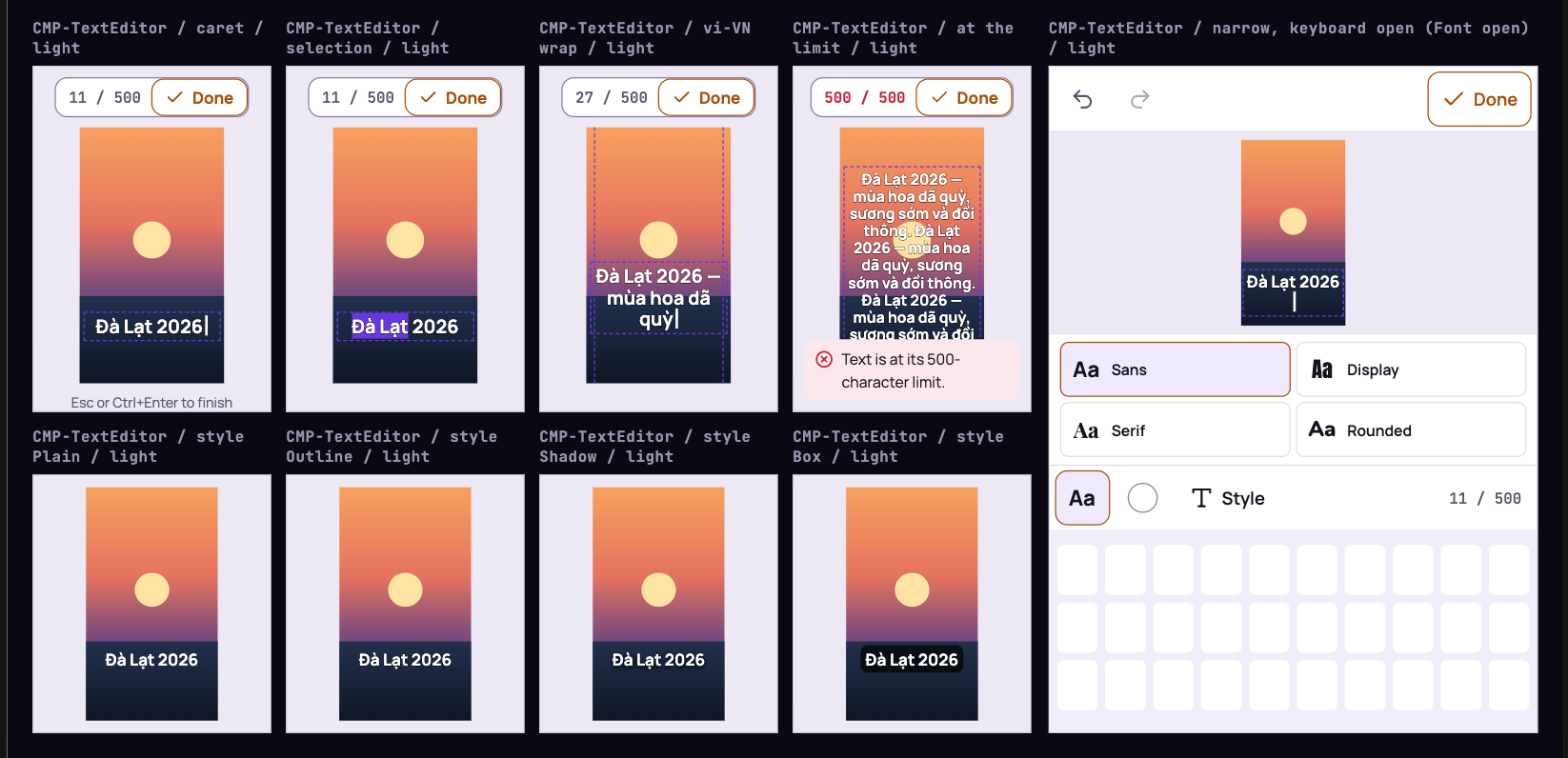 CMP-TextEditor / caret /
light
11 / 500
Done
Đà Lạt 2026
Esc or Ctrl+Enter to finish
CMP-TextEditor /
selection / light
11 / 500
Done
Đà Lạt 2026
CMP-TextEditor / vi-VN
wrap / light
27 / 500
Done
Đà Lạt 2026 —
mùa hoa dã
quỳ
CMP-TextEditor / at the
limit / light
500 / 500
Done
Đà Lạt 2026 —
mùa hoa dã quỳ,
sương sớm và đồi
thông. Đà Lạt
2026 — mùa hoa
dã quỳ, sương
sớm và đồi thông.
Đà Lạt 2026 —
mùa hoa dã quỳ,
sương sớm và đồi
Text is at its 500-
character limit.
CMP-TextEditor / narrow, keyboard open (Font open)
/ light
Done
Đà Lạt 2026
Aa Sans
Aa Display
Aa Serif
Aa Rounded
Aa
Style
11 / 500
CMP-TextEditor / style
Plain / light
Đà Lạt 2026
CMP-TextEditor / style
Outline / light
Đà Lạt 2026
CMP-TextEditor / style
Shadow / light
Đà Lạt 2026
CMP-TextEditor / style
Box / light
Đà Lạt 2026